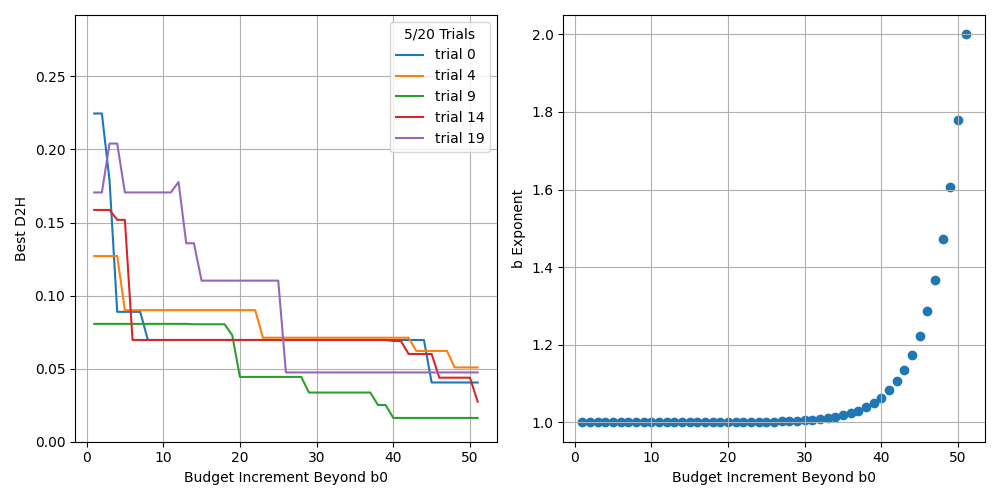 Best D2H
0.25
0.20
0.15
0.10
0.05
0.00
5/20 Trials
trial 0
trial 4
trial 9
trial 14
trial 19
0 10 20 30 40 50
Budget Increment Beyond b0
b Exponent
2.0
1.8
1.6
1.4
1.2
1.0
0 10 20 30 40 50
Budget Increment Beyond b0